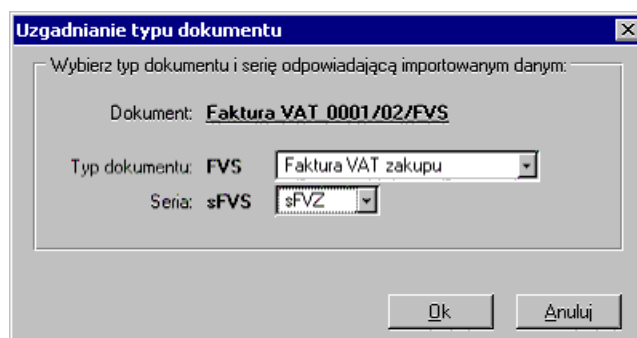 Uzgadnianie typu dokumentu
Wybierz typ dokumentu i serię odpowiadającą importowanym danym:
Dokument: Faktura VAT 0001/02/FVS
Typ dokumentu: FVS Faktura VAT zakupu
Seria: sFVS sFVZ
Ok Anuluj